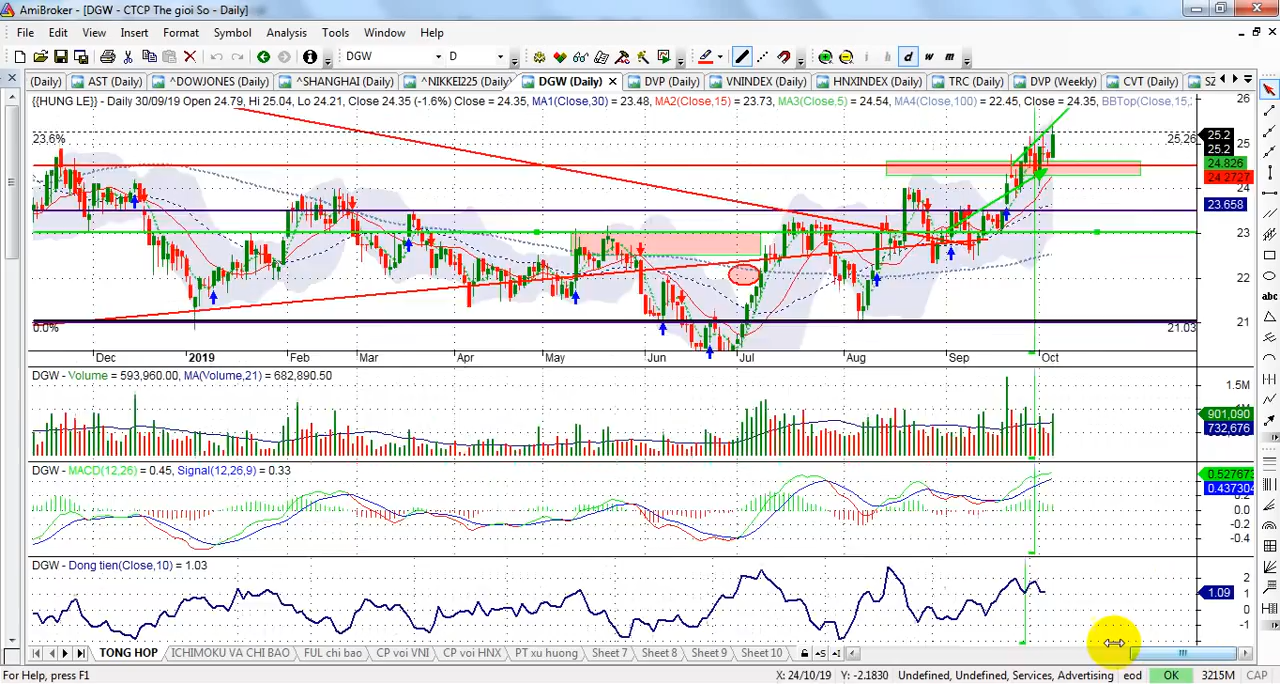 AmiBroker - [DGW - CTCP The gioi So - Daily]
File Edit View Insert Format Symbol Analysis Tools Window Help
DGW D i h d w m
(Daily) AST (Daily) ^DOWJONES (Daily) ^SHANGHAI (Daily) ^NIKKEI225 (Daily) DGW (Daily) DVP (Daily) VNINDEX (Daily) HNXINDEX (Daily) TRC (Daily) DVP (Weekly) CVT (Daily) SZ
{{HUNG LE}} - Daily 30/09/19 Open 24.79, Hi 25.04, Lo 24.21, Close 24.35 (-1.6%) Close = 24.35, MA1(Close,30) = 23.48, MA2(Close,15) = 23.73, MA3(Close,5) = 24.54, MA4(Close,100) = 22.45, Close = 24.35, BBTop(Close,15,
26
23.6%
25.26
25.2
25
25.2
24.826
24.2727
24
23.658
23
22
0.0%
21.03
21
Dec 2019 Feb Mar Apr May Jun Jul Aug Sep Oct
DGW - Volume = 593,960.00, MA(Volume,21) = 682,890.50
1.5M
901,090
732,676
DGW - MACD(12,26) = 0.45, Signal(12,26,9) = 0.33
0.527673
0.437304
0.2
0.0
-0.2
-0.4
DGW - Dong tien(Close,10) = 1.03
2
1.09
1
0
-1
TONG HOP ICHIMOKU VA CHI BAO FUL chi bao CP voi VN CP voi HNX PT xu huong Sheet 7 Sheet 8 Sheet 9 Sheet 10
For Help, press F1 X: 24/10/19 Y: -2.1830 Undefined, Undefined, Services, Advertising eod OK 3215M CAP
abc